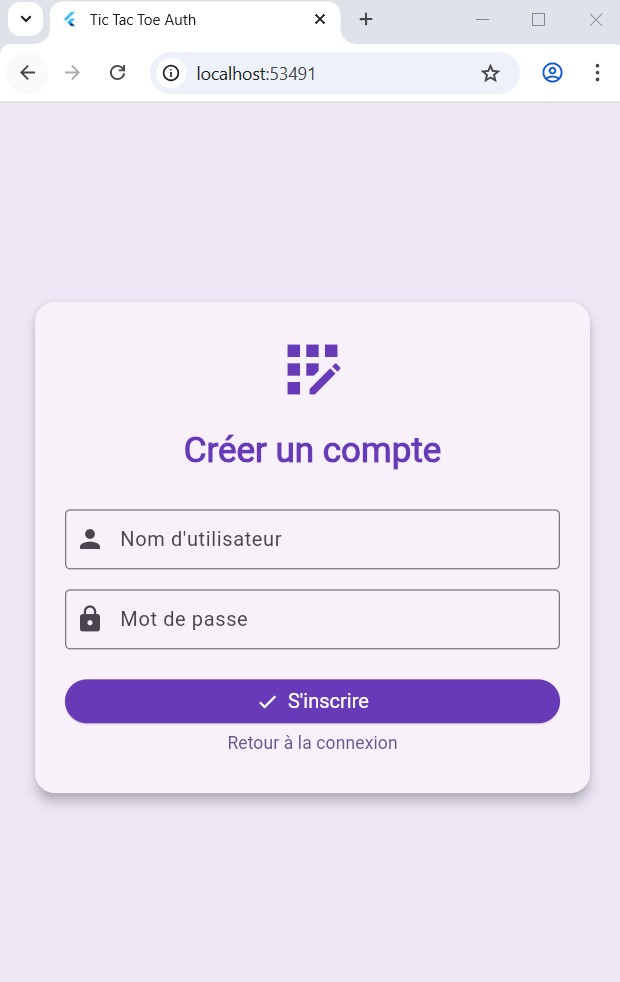 Tic Tac Toe Auth
localhost:53491
Créer un compte
Nom d'utilisateur
Mot de passe
S'inscrire
Retour à la connexion